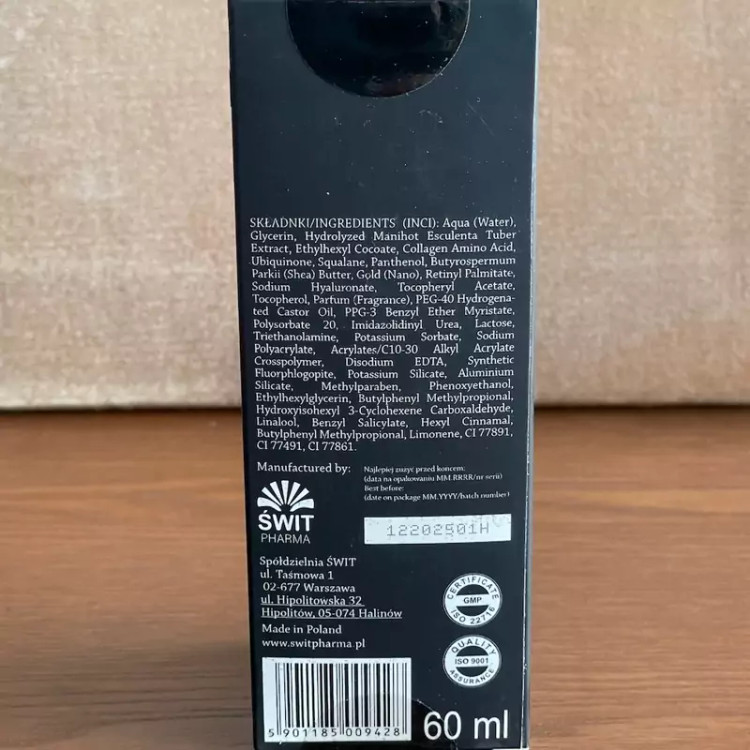 SKŁADNKI/INGREDIENTS (INCI): Aqua (Water),
Glycerin, Hydrolyzed Manihot Esculenta Tuber
Extract, Ethylhexyl Cocoate, Collagen Amino Acid,
Ubiquinone, Squalane, Panthenol, Butyrospermum
Parkii (Shea) Butter, Gold (Nano), Retinyl Palmitate,
Sodium Hyaluronate, Tocopheryl Acetate,
Tocopherol, Parfum (Fragrance), PEG-40 Hydrogena-
ted Castor Oil, PPG-3 Benzyl Ether Myristate,
Polysorbate 20, Imidazolidinyl Urea, Lactose,
Triethanolamine, Potassium Sorbate, Sodium
Polyacrylate, Acrylates/C10-30 Alkyl Acrylate
Crosspolymer, Disodium EDTA, Synthetic
Fluorphlogopite, Potassium Silicate, Aluminium
Silicate, Methylparaben, Phenoxyethanol,
Ethylhexylglycerin, Butylphenyl Methylpropional,
Hydroxyisohexyl 3-Cyclohexene Carboxaldehyde,
Linalool, Benzyl Salicylate, Hexyl Cinnamal,
Butylphenyl Methylpropional, Limonene, CI 77891,
CI 77491, CI 77861.
Manufactured by:
ŚWIT
PHARMA
Najlepiej zużyć przed końcem:
(data na opakowaniu MM.RRRR/nr serii)
Best before:
(date on package MM.YYYY/batch number)
12202501H
Spółdzielnia ŚWIT
ul. Taśmowa 1
02-677 Warszawa
ul. Hipolitowska 32
Hipolitów, 05-074 Halinów
Made in Poland
www.switpharma.pl
CERTIFICATE
GMP
ISO 22716
QUALITY
ISO 9001
ASSURANCE
5 901185 009428
60 ml